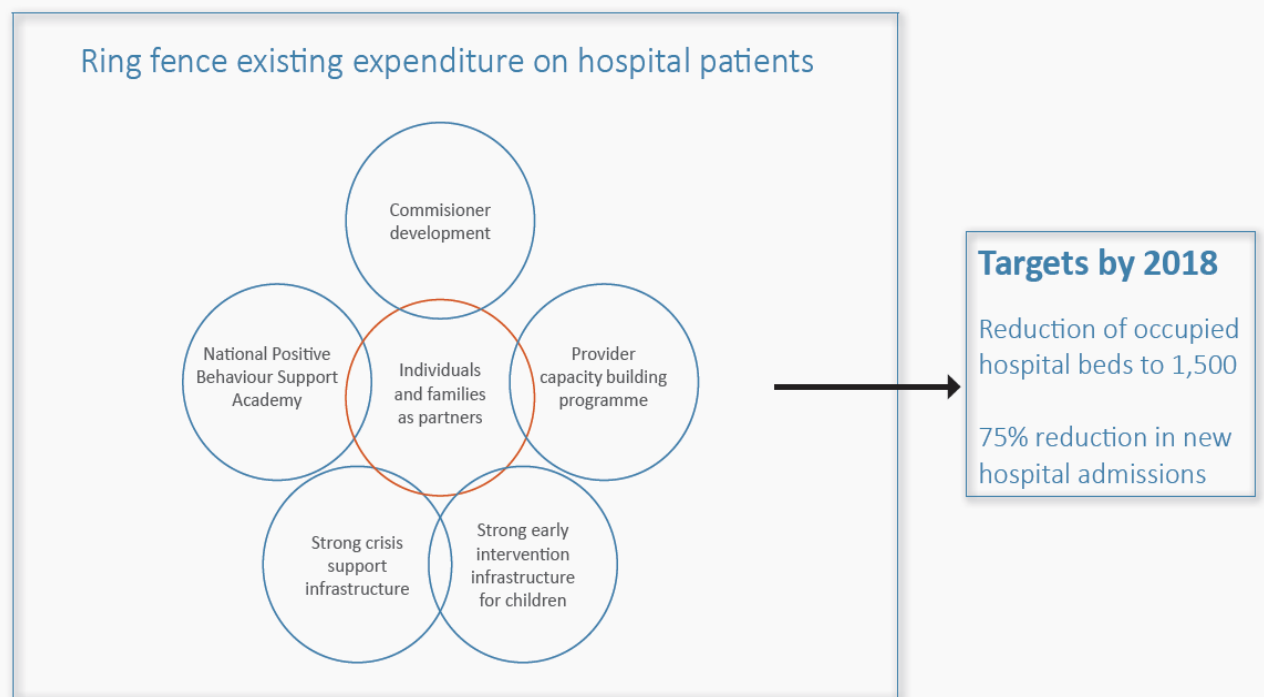 Ring fence existing expenditure on hospital patients
Commisioner
development
National Positive
Behaviour Support
Academy
Individuals
and families
as partners
Provider
capacity building
programme
Strong crisis
support
infrastructure
Strong early
intervention
infrastructure
for children
Targets by 2018
Reduction of occupied
hospital beds to 1,500
75% reduction in new
hospital admissions